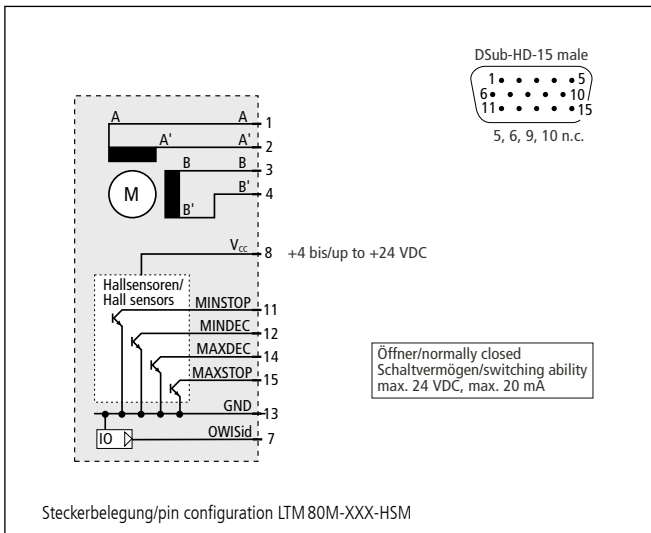 DSub-HD-15 male
1 5
6 10
11 15
5, 6, 9, 10 n.c.
A A 1
A' A' 2
B B 3
M
B' B' 4
Vcc 8 +4 bis/up to +24 VDC
Hallsensoren/
Hall sensors
MINSTOP 11
MINDEC 12
MAXDEC 14
MAXSTOP 15
GND 13
IO OWISid 7
Öffner/normally closed
Schaltvermögen/switching ability
max. 24 VDC, max. 20 mA
Steckerbelegung/pin configuration LTM 80M-XXX-HSM